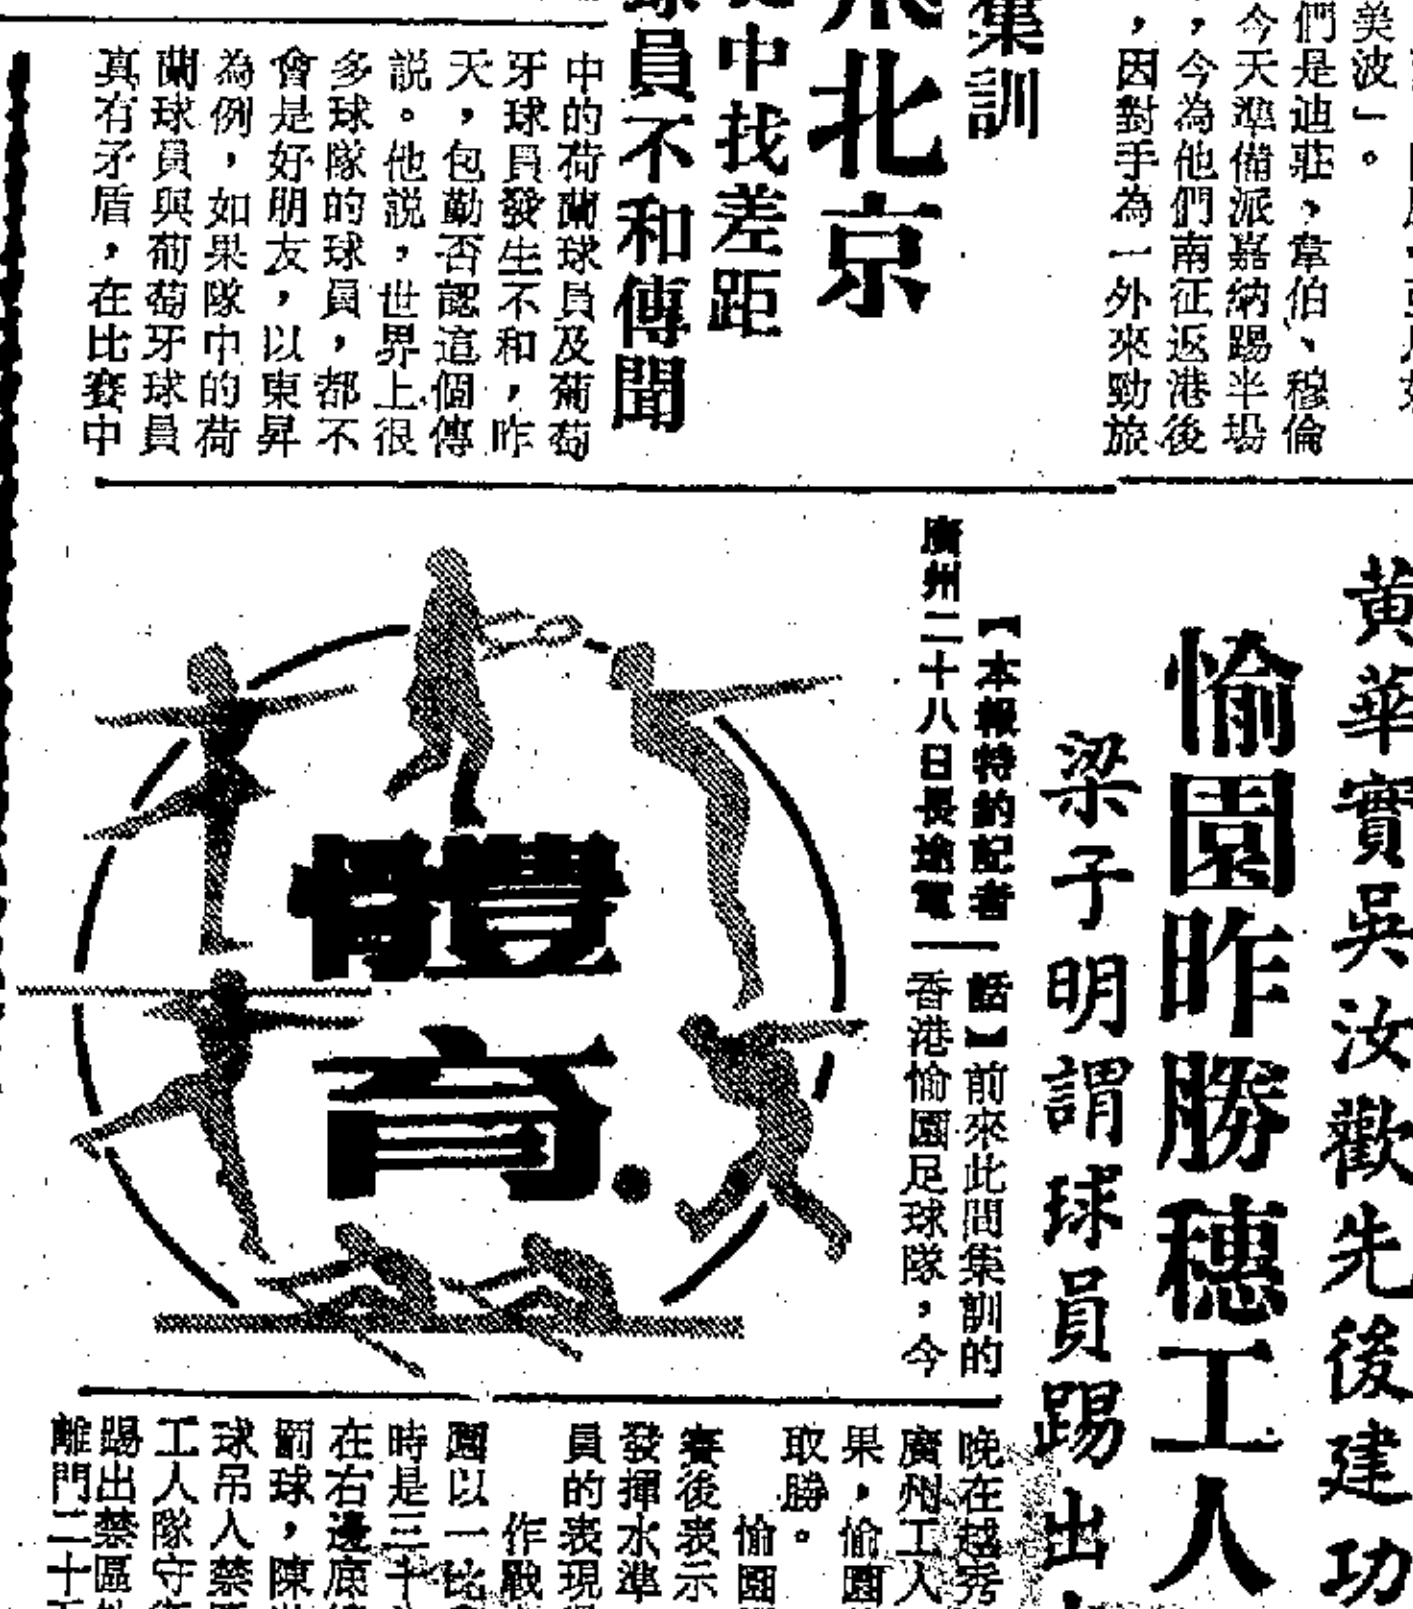 美波」。
們是迪莊、韋伯、穆倫
今天準備派嘉納踢半場
，今為他們南征返港後
，因對手為一外來勁旅
集訓
北京
中找差距
球員不和傳聞
中的荷蘭球員及葡萄
牙球員發生不和，昨
天，包勤否認這個傳
說。他說，世界上很
多球隊的球員，都不
會是好朋友，以東昇
為例，如果隊中的荷
蘭球員與葡萄牙球員
真有矛盾，在比賽中
黃華實吳汝歡先後建功
愉園昨勝穗工人
梁子明謂球員踢出
【本報特約記者
廣州二十八日長途電
話】前來此間集訓的
香港愉園足球隊，今
體育
晚在越秀
廣州工人
果，愉園
取勝。
愉園
賽後表示
發揮水準
員的表現
作戰
園以一比
時是三十
在右邊底
罰球，陳
球吊入禁
工人隊守
踢出禁區
離門二十